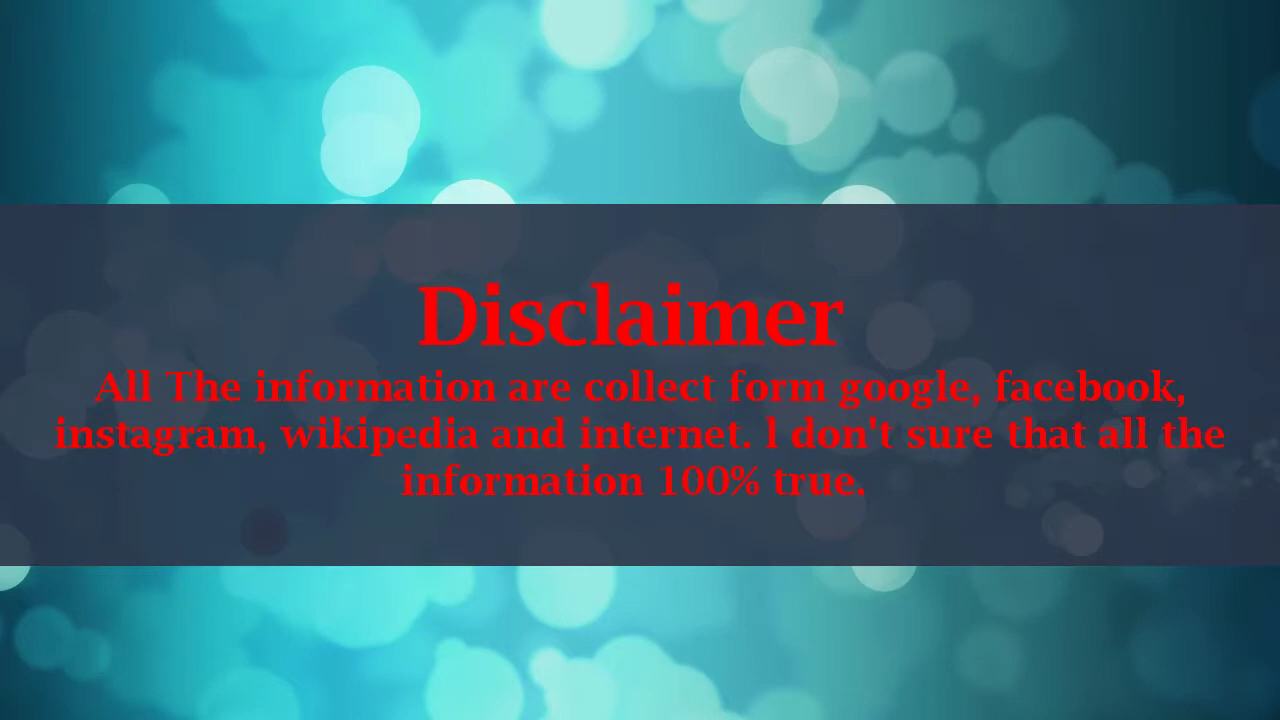 Disclaimer
All The information are collect form google, facebook,
instagram, wikipedia and internet. l don't sure that all the
information 100% true.